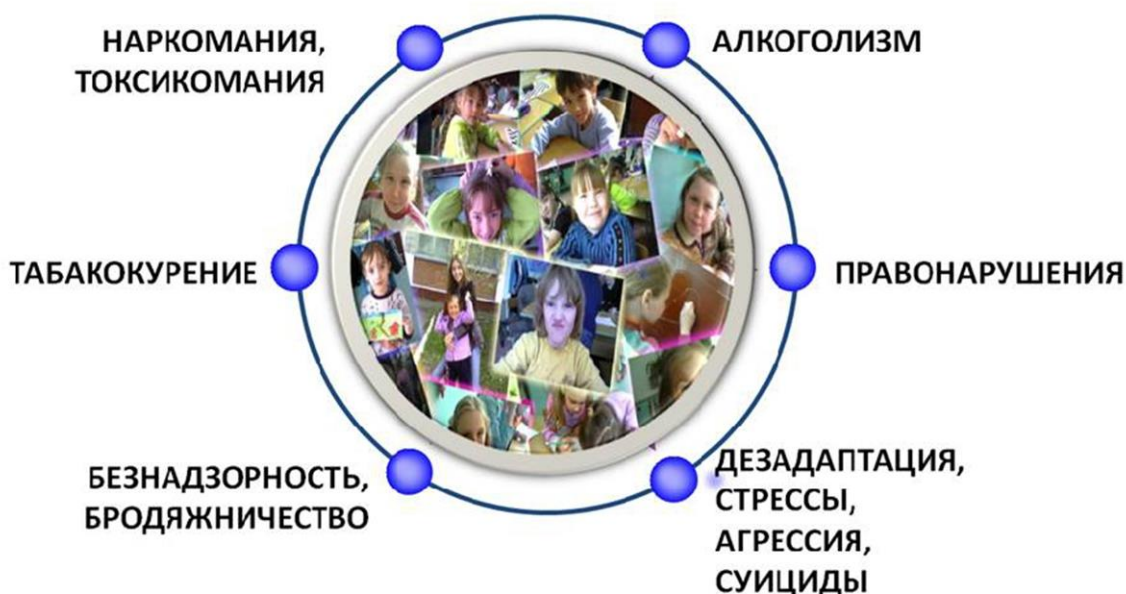 НАРКОМАНИЯ,
ТОКСИКОМАНИЯ
АЛКОГОЛИЗМ
ТАБАКОКУРЕНИЕ
ПРАВОНАРУШЕНИЯ
БЕЗНАДЗОРНОСТЬ,
БРОДЯЖНИЧЕСТВО
ДЕЗАДАПТАЦИЯ,
СТРЕССЫ,
АГРЕССИЯ,
СУИЦИДЫ